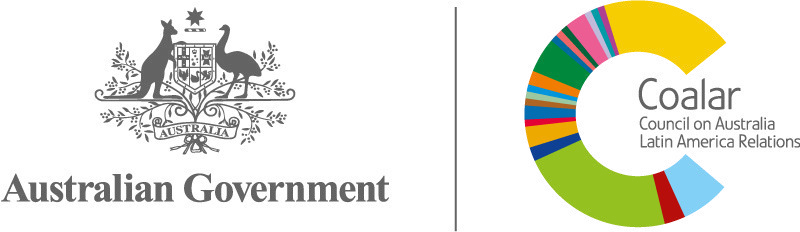 AUSTRALIA
Australian Government
Coalar
Council on Australia
Latin America Relations